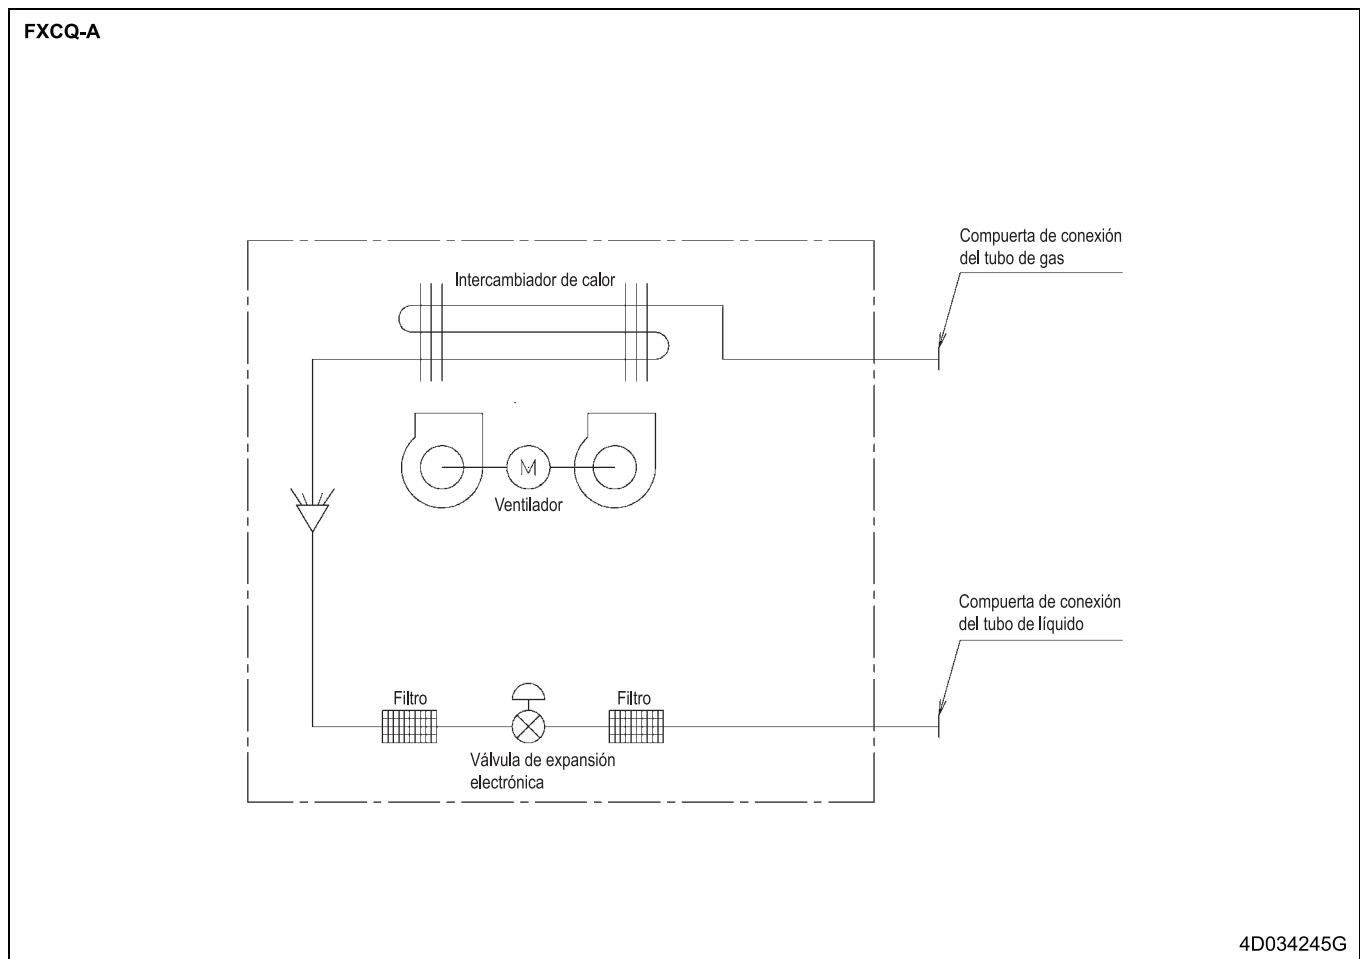 FXCQ-A
Compuerta de conexión
del tubo de gas
Intercambiador de calor
M
Ventilador
Compuerta de conexión
del tubo de líquido
Filtro
Filtro
Válvula de expansión
electrónica
4D034245G